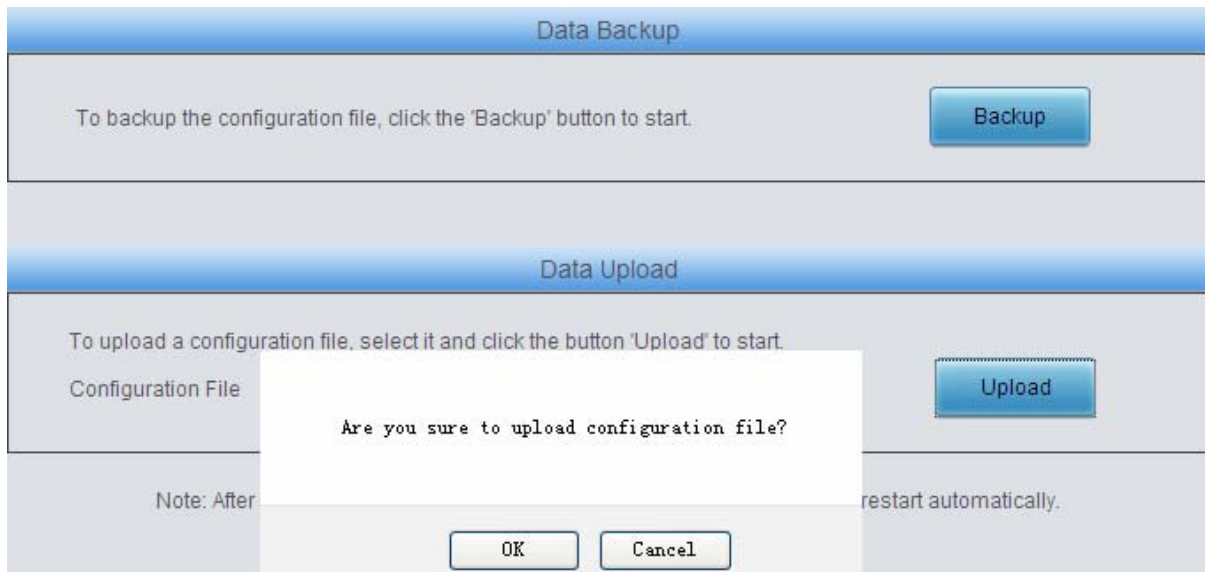 Data Backup
To backup the configuration file, click the 'Backup' button to start.
Backup
Data Upload
To upload a configuration file, select it and click the button 'Upload' to start.
Configuration File
Upload
Are you sure to upload configuration file?
Note: After
restart automatically.
OK
Cancel